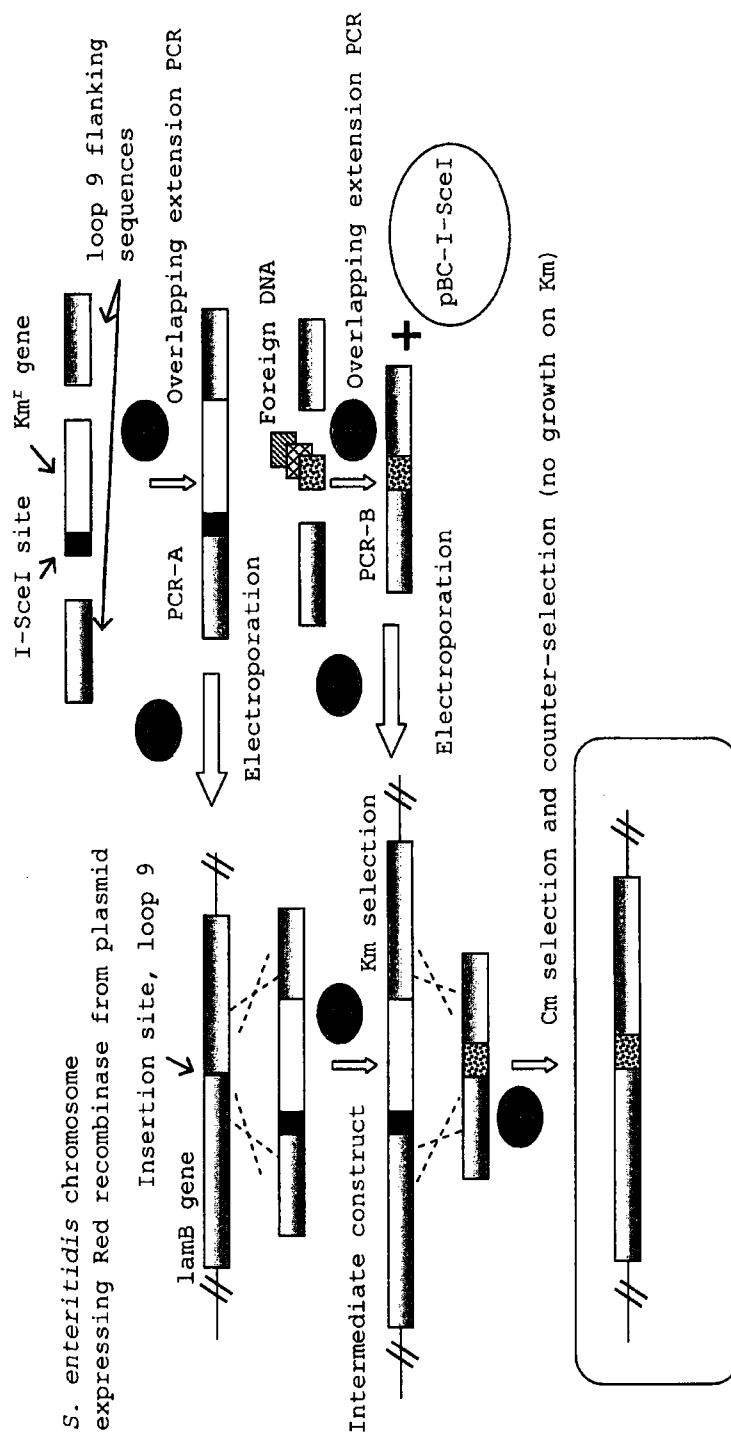 S. enteritidis chromosome
expressing Red recombinase from plasmid
Insertion site, loop 9
lamB gene
I-SceI site
Kmʳ gene
loop 9 flanking
sequences
Overlapping extension PCR
PCR-A
Electroporation
Foreign DNA
Overlapping extension PCR
PCR-B
+
pBC-I-SceI
Electroporation
Km selection
Intermediate construct
Cm selection and counter-selection (no growth on Km)